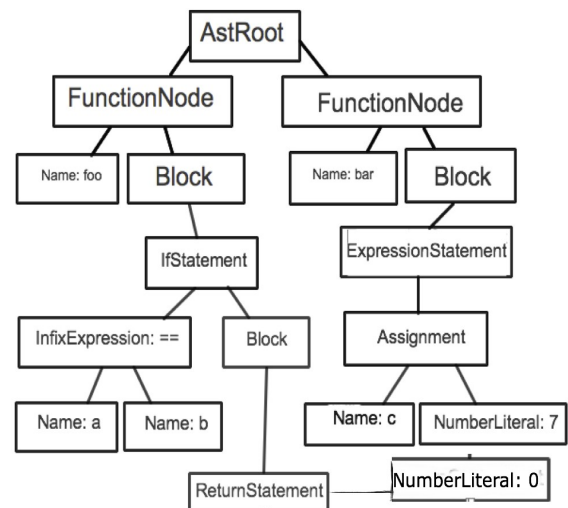 AstRoot
FunctionNode
FunctionNode
Name: foo
Block
Name: bar
Block
IfStatement
ExpressionStatement
InfixExpression: ==
Block
Assignment
Name: a
Name: b
Name: c
NumberLiteral: 7
ReturnStatement
NumberLiteral: 0